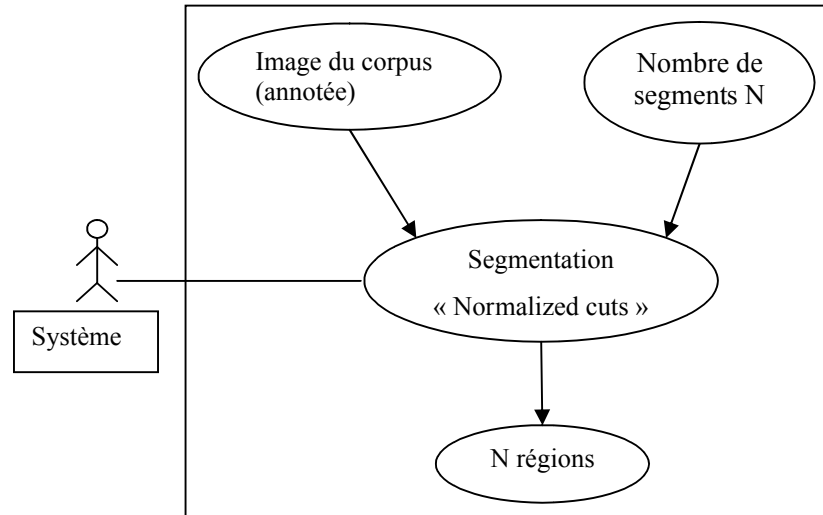 Image du corpus
(annotée)
Nombre de
segments N
Segmentation
« Normalized cuts »
Système
N régions